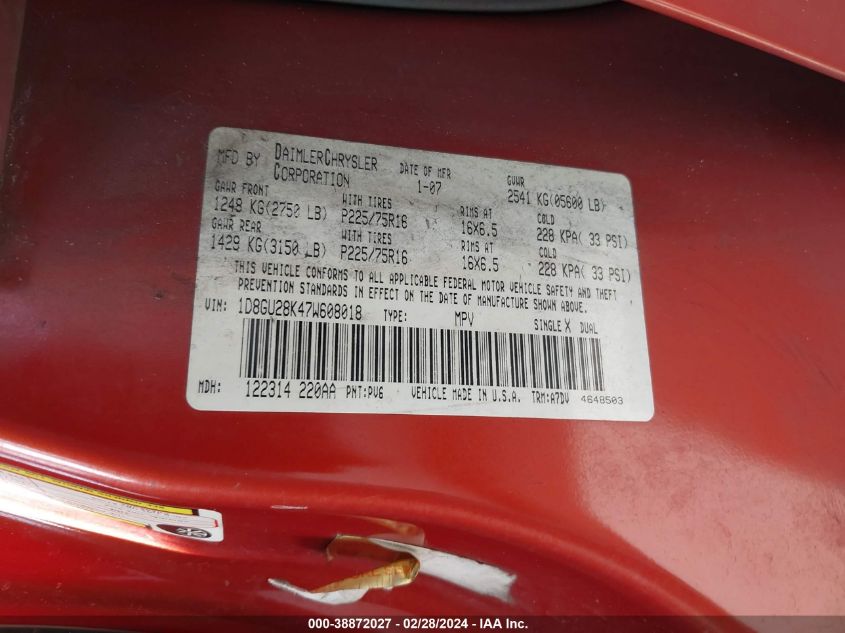 MFD BY DAIMLERCHRYSLER CORPORATION DATE OF MFR 1-07 GVWR 2541 KG(05600 LB)
GAWR FRONT WITH TIRES RIMS AT COLD
1248 KG(2750 LB) P225/75R16 16X6.5 228 KPA( 33 PSI)
GAWR REAR WITH TIRES RIMS AT COLD
1429 KG(3150 LB) P225/75R16 16X6.5 228 KPA( 33 PSI)
THIS VEHICLE CONFORMS TO ALL APPLICABLE FEDERAL MOTOR VEHICLE SAFETY AND THEFT
PREVENTION STANDARDS IN EFFECT ON THE DATE OF MANUFACTURE SHOWN ABOVE.
VIN: 1D8GU28K47W608018 TYPE: MPV SINGLE X DUAL
MDH: 122314 220AA PNT:PV6 VEHICLE MADE IN U.S.A. TRM:A7DV 4648503
000-38872027 - 02/28/2024 - IAA Inc.